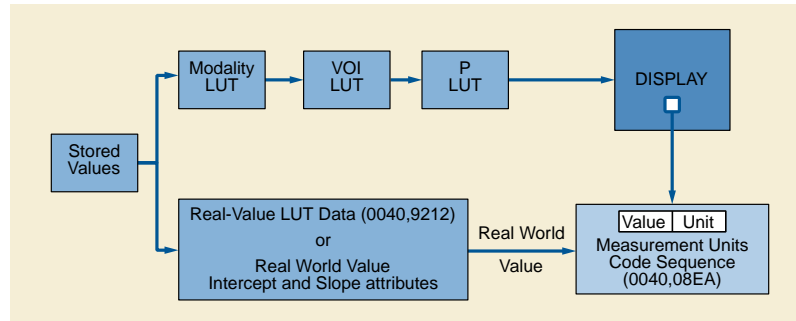 Modality
LUT
VOI
LUT
P
LUT
DISPLAY
Stored
Values
Real-Value LUT Data (0040,9212)
or
Real World Value
Intercept and Slope attributes
Real World
Value
Value Unit
Measurement Units
Code Sequence
(0040,08EA)